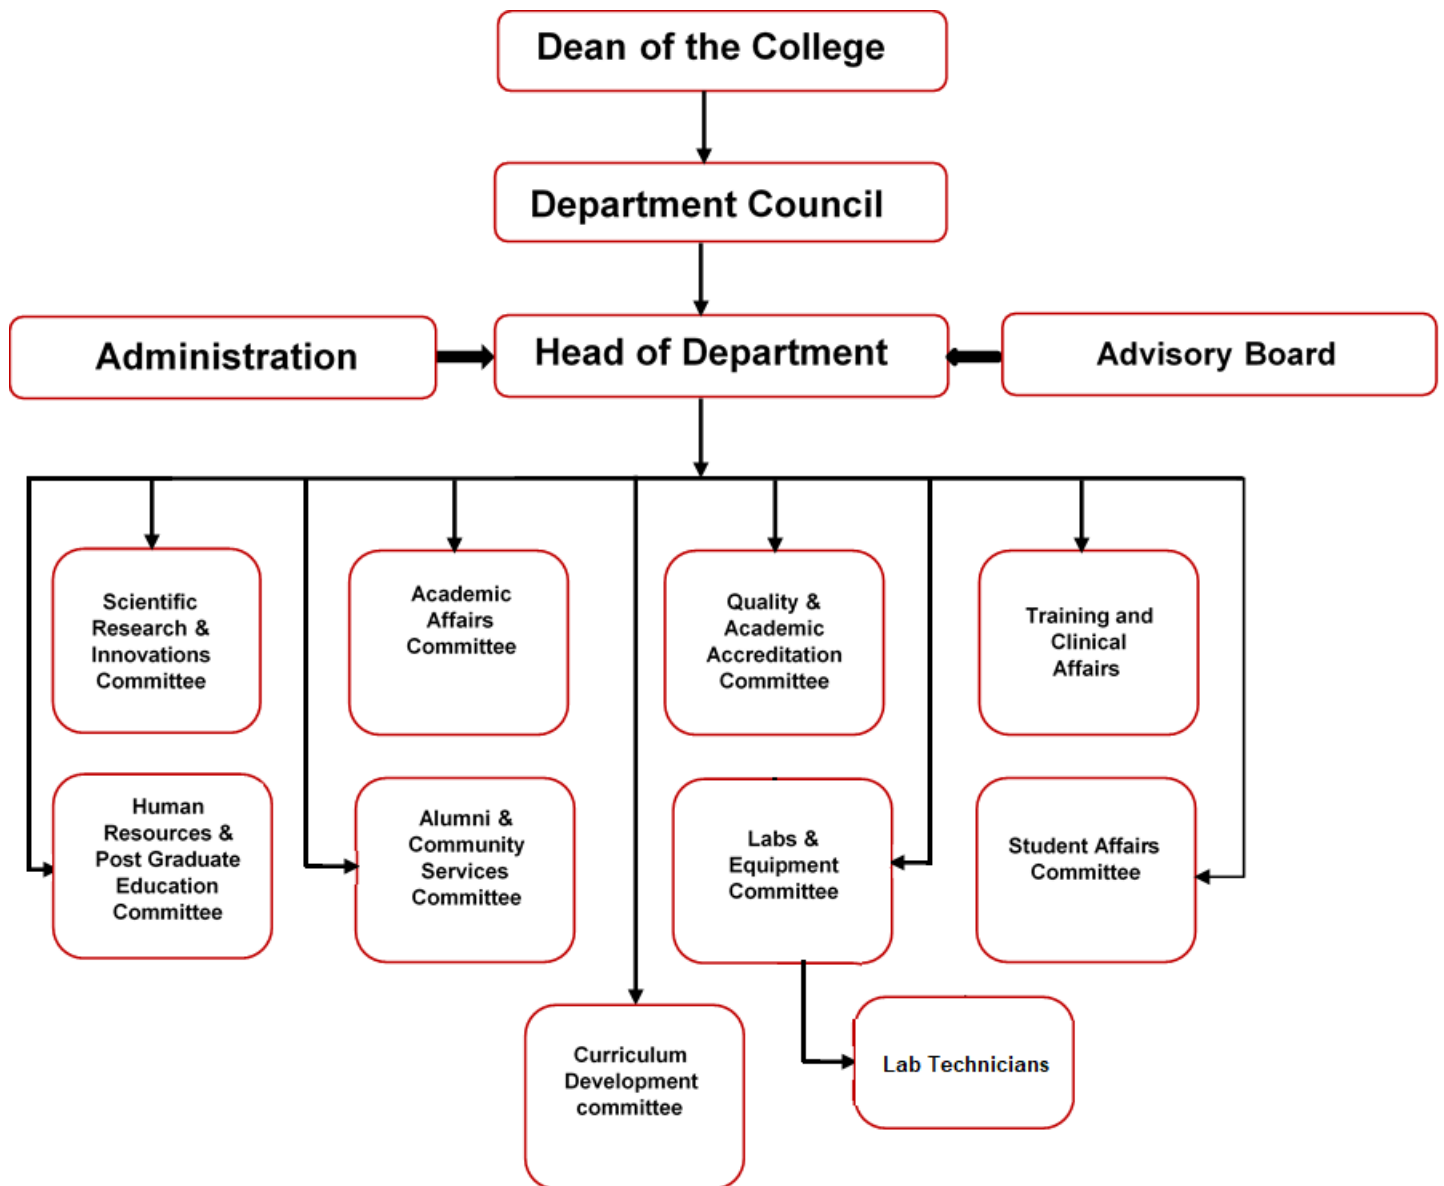 Dean of the College
Department Council
Administration
Head of Department
Advisory Board
Scientific
Research &
Innovations
Committee
Academic
Affairs
Committee
Quality &
Academic
Accreditation
Committee
Training and
Clinical
Affairs
Human
Resources &
Post Graduate
Education
Committee
Alumni &
Community
Services
Committee
Labs &
Equipment
Committee
Student Affairs
Committee
Curriculum
Development
committee
Lab Technicians